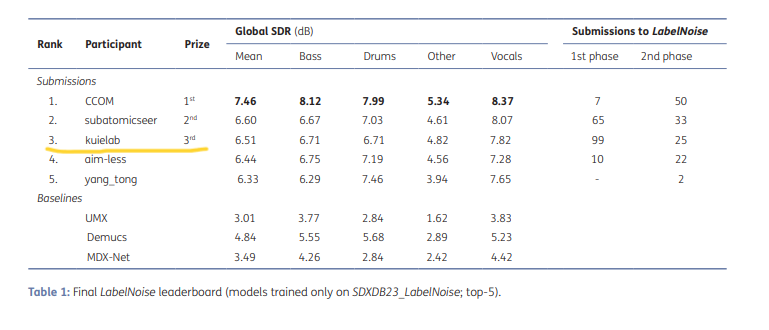 Global SDR (dB) Submissions to LabelNoise
Rank Participant Prize
Mean Bass Drums Other Vocals 1st phase 2nd phase
Submissions
1. CCOM 1st 7.46 8.12 7.99 5.34 8.37 7 50
2. subatomicseer 2nd 6.60 6.67 7.03 4.61 8.07 65 33
3. kuielab 3rd 6.51 6.71 6.71 4.82 7.82 99 25
4. aim-less 6.44 6.75 7.19 4.56 7.28 10 22
5. yang_tong 6.33 6.29 7.46 3.94 7.65 - 2
Baselines
UMX 3.01 3.77 2.84 1.62 3.83
Demucs 4.84 5.55 5.68 2.89 5.23
MDX-Net 3.49 4.26 2.84 2.42 4.42
Table 1: Final LabelNoise leaderboard (models trained only on SDXDB23_LabelNoise; top-5).